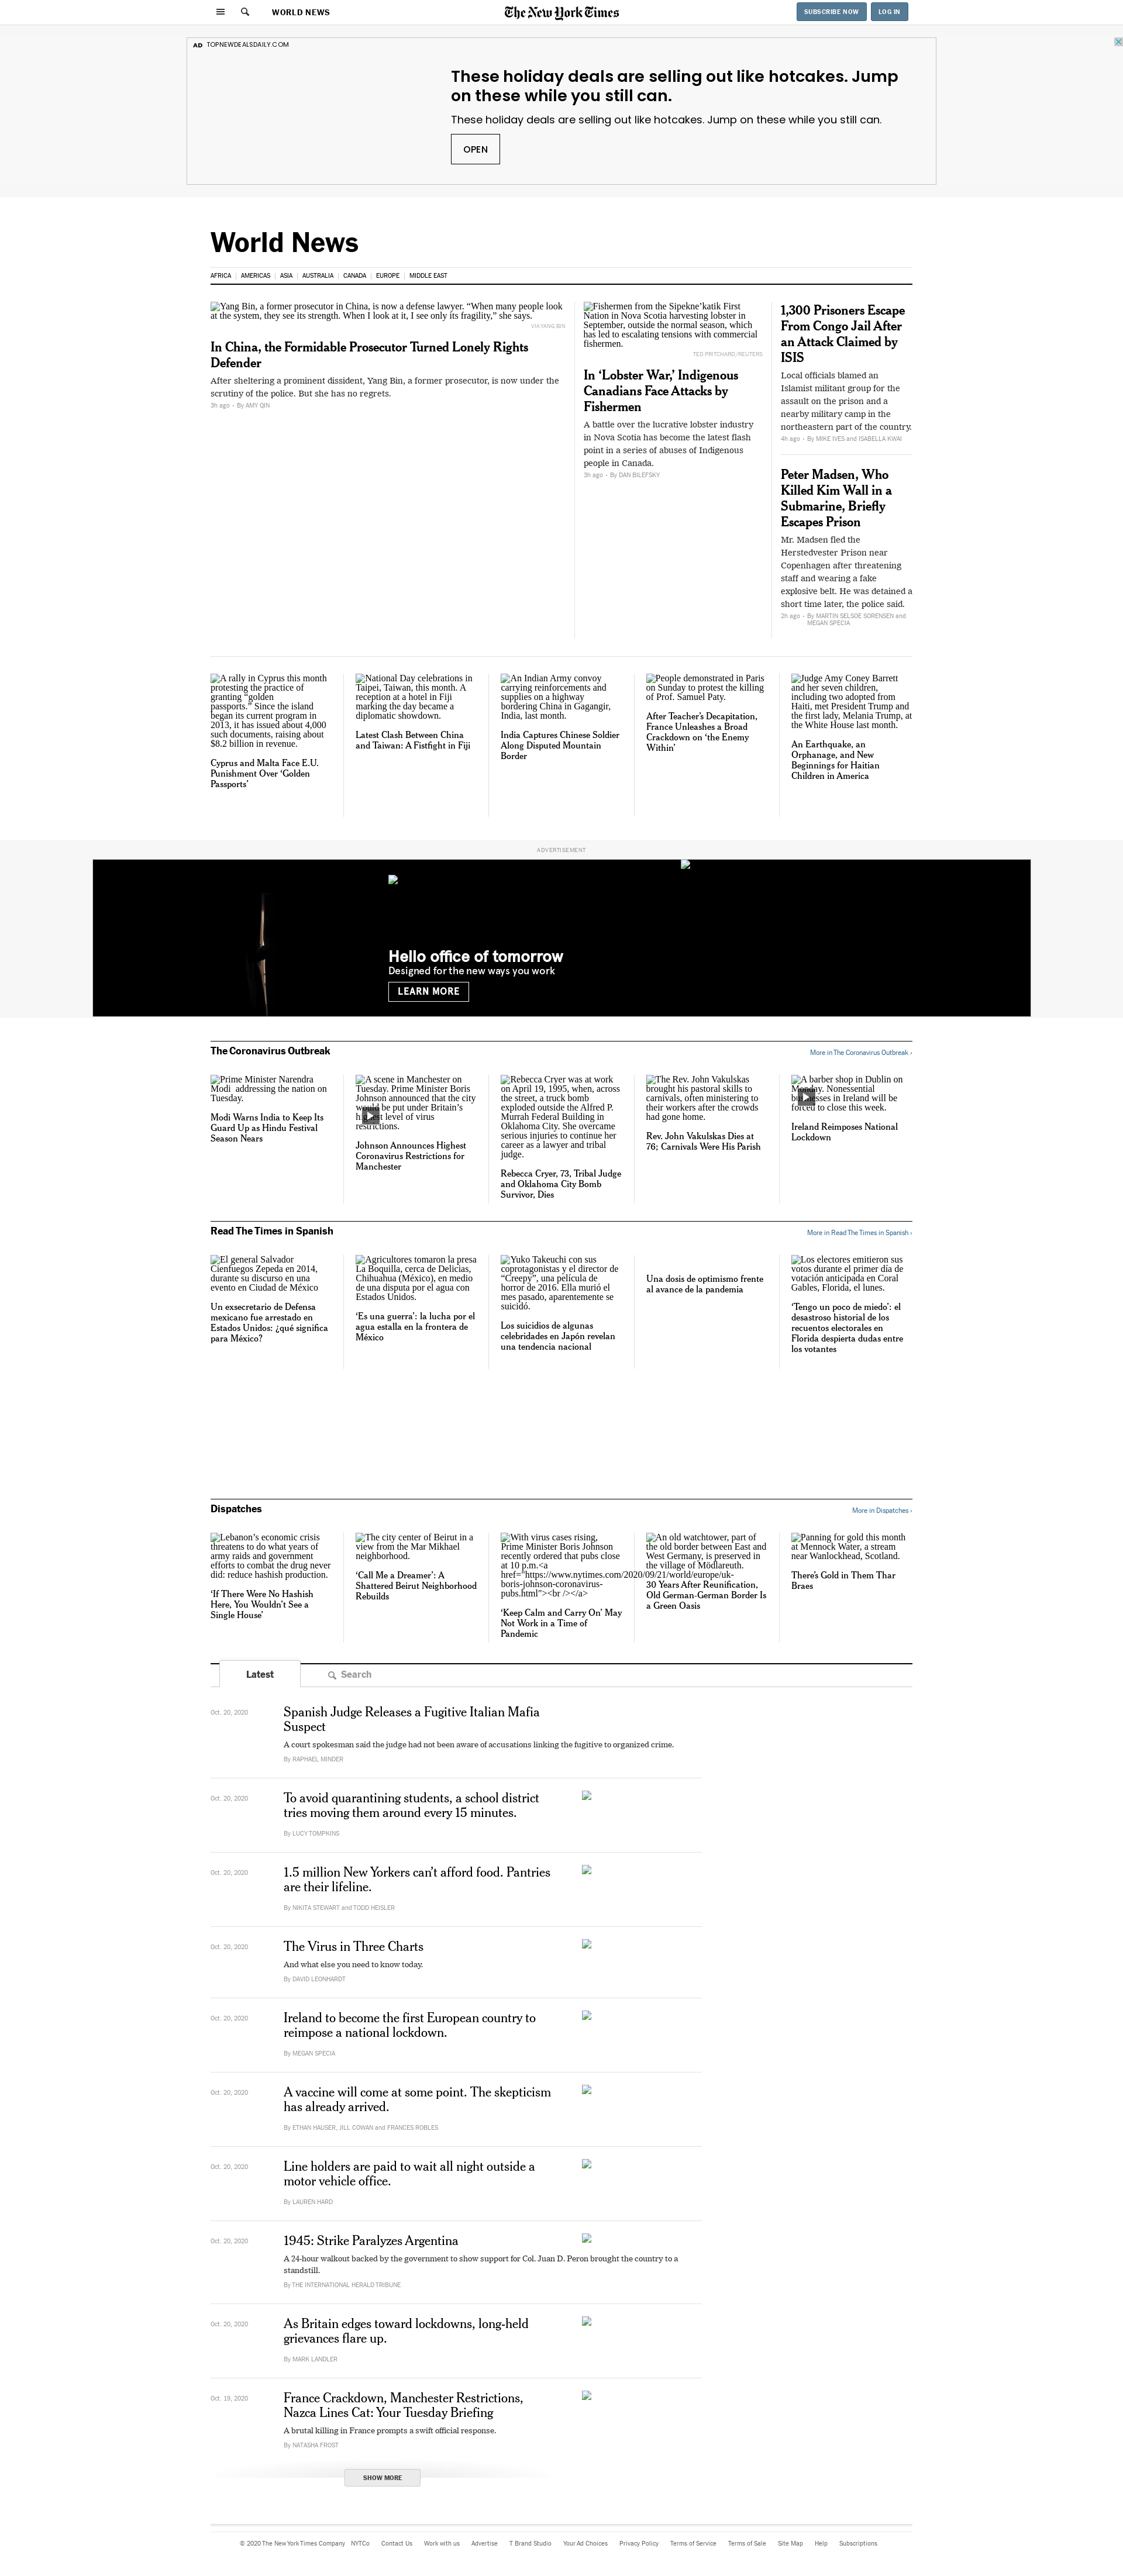 WORLD NEWS
The New York Times
SUBSCRIBE NOW
LOG IN
AD TOPNEWDEALSDAILY.COM
These holiday deals are selling out like hotcakes. Jump
on these while you still can.
These holiday deals are selling out like hotcakes. Jump on these while you still can.
OPEN
World News
AFRICA
AMERICAS
ASIA
AUSTRALIA
CANADA
EUROPE
MIDDLE EAST
Yang Bin, a former prosecutor in China, is now a defense lawyer. “When many people look
at the system, they see its strength. When I look at it, I see only its fragility,” she says.
VIA YANG BIN
In China, the Formidable Prosecutor Turned Lonely Rights
Defender
After sheltering a prominent dissident, Yang Bin, a former prosecutor, is now under the
scrutiny of the police. But she has no regrets.
3h ago - By AMY QIN
Fishermen from the Sipekne’katik First
Nation in Nova Scotia harvesting lobster in
September, outside the normal season, which
has led to escalating tensions with commercial
fishermen.
TED PRITCHARD/REUTERS
In ‘Lobster War,’ Indigenous
Canadians Face Attacks by
Fishermen
A battle over the lucrative lobster industry
in Nova Scotia has become the latest flash
point in a series of abuses of Indigenous
people in Canada.
3h ago - By DAN BILEFSKY
1,300 Prisoners Escape
From Congo Jail After
an Attack Claimed by
ISIS
Local officials blamed an
Islamist militant group for the
assault on the prison and a
nearby military camp in the
northeastern part of the country.
4h ago - By MIKE IVES and ISABELLA KWAI
Peter Madsen, Who
Killed Kim Wall in a
Submarine, Briefly
Escapes Prison
Mr. Madsen fled the
Herstedvester Prison near
Copenhagen after threatening
staff and wearing a fake
explosive belt. He was detained a
short time later, the police said.
2h ago - By MARTIN SELSOE SORENSEN and
MEGAN SPECIA
A rally in Cyprus this month
protesting the practice of
granting “golden
passports.” Since the island
began its current program in
2013, it has issued about 4,000
such documents, raising about
$8.2 billion in revenue.
Cyprus and Malta Face E.U.
Punishment Over ‘Golden
Passports’
National Day celebrations in
Taipei, Taiwan, this month. A
reception at a hotel in Fiji
marking the day became a
diplomatic showdown.
Latest Clash Between China
and Taiwan: A Fistfight in Fiji
An Indian Army convoy
carrying reinforcements and
supplies on a highway
bordering China in Gagangir,
India, last month.
India Captures Chinese Soldier
Along Disputed Mountain
Border
People demonstrated in Paris
on Sunday to protest the killing
of Prof. Samuel Paty.
After Teacher’s Decapitation,
France Unleashes a Broad
Crackdown on ‘the Enemy
Within’
Judge Amy Coney Barrett
and her seven children,
including two adopted from
Haiti, met President Trump and
the first lady, Melania Trump, at
the White House last month.
An Earthquake, an
Orphanage, and New
Beginnings for Haitian
Children in America
ADVERTISEMENT
Hello office of tomorrow
Designed for the new ways you work
LEARN MORE
The Coronavirus Outbreak
More in The Coronavirus Outbreak ›
Prime Minister Narendra
Modi addressing the nation on
Tuesday.
Modi Warns India to Keep Its
Guard Up as Hindu Festival
Season Nears
A scene in Manchester on
Tuesday. Prime Minister Boris
Johnson announced that the city
would be put under Britain’s
level of virus
restrictions.
Johnson Announces Highest
Coronavirus Restrictions for
Manchester
Rebecca Cryer was at work
on April 19, 1995, when, across
the street, a truck bomb
exploded outside the Alfred P.
Murrah Federal Building in
Oklahoma City. She overcame
serious injuries to continue her
career as a lawyer and tribal
judge.
Rebecca Cryer, 73, Tribal Judge
and Oklahoma City Bomb
Survivor, Dies
The Rev. John Vakulskas
brought his pastoral skills to
carnivals, often ministering to
their workers after the crowds
had gone home.
Rev. John Vakulskas Dies at
76; Carnivals Were His Parish
A barber shop in Dublin on
Monday. Nonessential
businesses in Ireland will be
forced to close this week.
Ireland Reimposes National
Lockdown
Read The Times in Spanish
More in Read The Times in Spanish ›
El general Salvador
Cienfuegos Zepeda en 2014,
durante su discurso en una
evento en Ciudad de México
Un exsecretario de Defensa
mexicano fue arrestado en
Estados Unidos: ¿qué significa
para México?
Agricultores tomaron la presa
La Boquilla, cerca de Delicias,
Chihuahua (México), en medio
de una disputa por el agua con
Estados Unidos.
‘Es una guerra’: la lucha por el
agua estalla en la frontera de
México
Yuko Takeuchi con sus
coprotagonistas y el director de
“Creepy”, una película de
horror de 2016. Ella murió el
mes pasado, aparentemente se
suicidó.
Los suicidios de algunas
celebridades en Japón revelan
una tendencia nacional
Una dosis de optimismo frente
al avance de la pandemia
Los electores emitieron sus
votos durante el primer día de
votación anticipada en Coral
Gables, Florida, el lunes.
‘Tengo un poco de miedo’: el
desastroso historial de los
recuentos electorales en
Florida despierta dudas entre
los votantes
Dispatches
More in Dispatches ›
Lebanon’s economic crisis
threatens to do what years of
army raids and government
efforts to combat the drug never
did: reduce hashish production.
‘If There Were No Hashish
Here, You Wouldn’t See a
Single House’
The city center of Beirut in a
view from the Mar Mikhael
neighborhood.
‘Call Me a Dreamer’: A
Shattered Beirut Neighborhood
Rebuilds
With virus cases rising,
Prime Minister Boris Johnson
recently ordered that pubs close
at 10 p.m.<a
href="https://www.nytimes.com/2020/09/21/world/europe/uk-
boris-johnson-coronavirus-
pubs.html"><br /></a>
‘Keep Calm and Carry On’ May
Not Work in a Time of
Pandemic
An old watchtower, part of
the old border between East and
West Germany, is preserved in
the village of Mödlareuth.
30 Years After Reunification,
Old German-German Border Is
a Green Oasis
Panning for gold this month
at Mennock Water, a stream
near Wanlockhead, Scotland.
There’s Gold in Them Thar
Braes
Latest
Search
Oct. 20, 2020
Spanish Judge Releases a Fugitive Italian Mafia
Suspect
A court spokesman said the judge had not been aware of accusations linking the fugitive to organized crime.
By RAPHAEL MINDER
Oct. 20, 2020
To avoid quarantining students, a school district
tries moving them around every 15 minutes.
By LUCY TOMPKINS
Oct. 20, 2020
1.5 million New Yorkers can’t afford food. Pantries
are their lifeline.
By NIKITA STEWART and TODD HEISLER
Oct. 20, 2020
The Virus in Three Charts
And what else you need to know today.
By DAVID LEONHARDT
Oct. 20, 2020
Ireland to become the first European country to
reimpose a national lockdown.
By MEGAN SPECIA
Oct. 20, 2020
A vaccine will come at some point. The skepticism
has already arrived.
By ETHAN HAUSER, JILL COWAN and FRANCES ROBLES
Oct. 20, 2020
Line holders are paid to wait all night outside a
motor vehicle office.
By LAUREN HARD
Oct. 20, 2020
1945: Strike Paralyzes Argentina
A 24-hour walkout backed by the government to show support for Col. Juan D. Peron brought the country to a
standstill.
By THE INTERNATIONAL HERALD TRIBUNE
Oct. 20, 2020
As Britain edges toward lockdowns, long-held
grievances flare up.
By MARK LANDLER
Oct. 19, 2020
France Crackdown, Manchester Restrictions,
Nazca Lines Cat: Your Tuesday Briefing
A brutal killing in France prompts a swift official response.
By NATASHA FROST
SHOW MORE
© 2020 The New York Times Company
NYTCo
Contact Us
Work with us
Advertise
T Brand Studio
Your Ad Choices
Privacy Policy
Terms of Service
Terms of Sale
Site Map
Help
Subscriptions